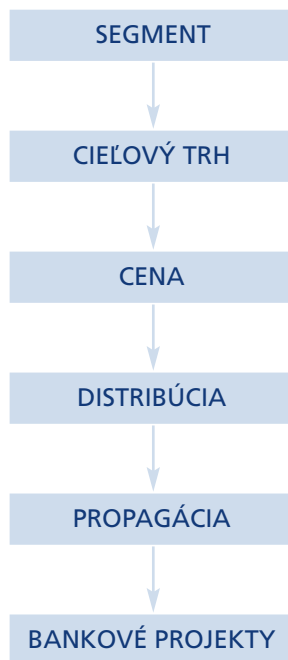 SEGMENT
CIEĽOVÝ TRH
CENA
DISTRIBÚCIA
PROPAGÁCIA
BANKOVÉ PROJEKTY